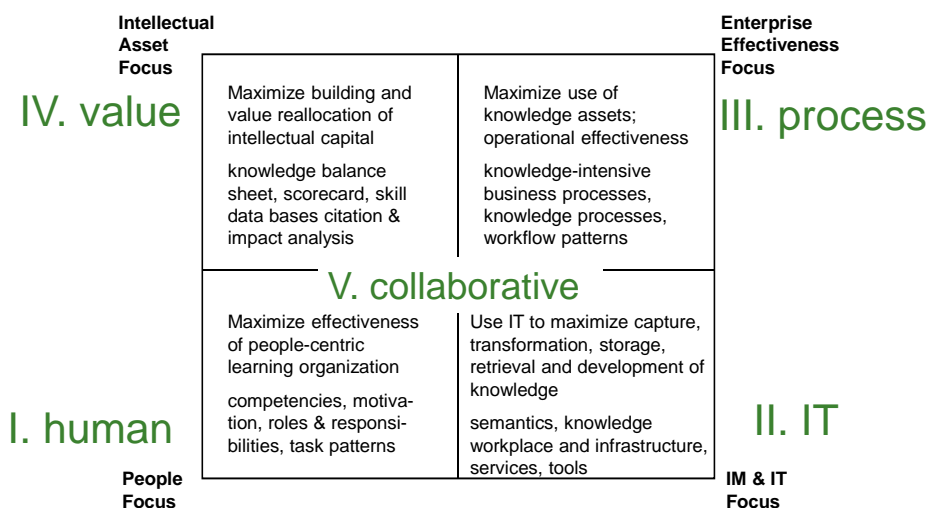 Intellectual
Asset
Focus
Enterprise
Effectiveness
Focus
IV. value
Maximize building and
value reallocation of
intellectual capital
knowledge balance
sheet, scorecard, skill
data bases citation &
impact analysis
Maximize use of
knowledge assets;
operational effectiveness
knowledge-intensive
business processes,
knowledge processes,
workflow patterns
III. process
V. collaborative
I. human
Maximize effectiveness
of people-centric
learning organization
competencies, motiva-
tion, roles & responsi-
bilities, task patterns
Use IT to maximize capture,
transformation, storage,
retrieval and development of
knowledge
semantics, knowledge
workplace and infrastructure,
services, tools
II. IT
People
Focus
IM & IT
Focus